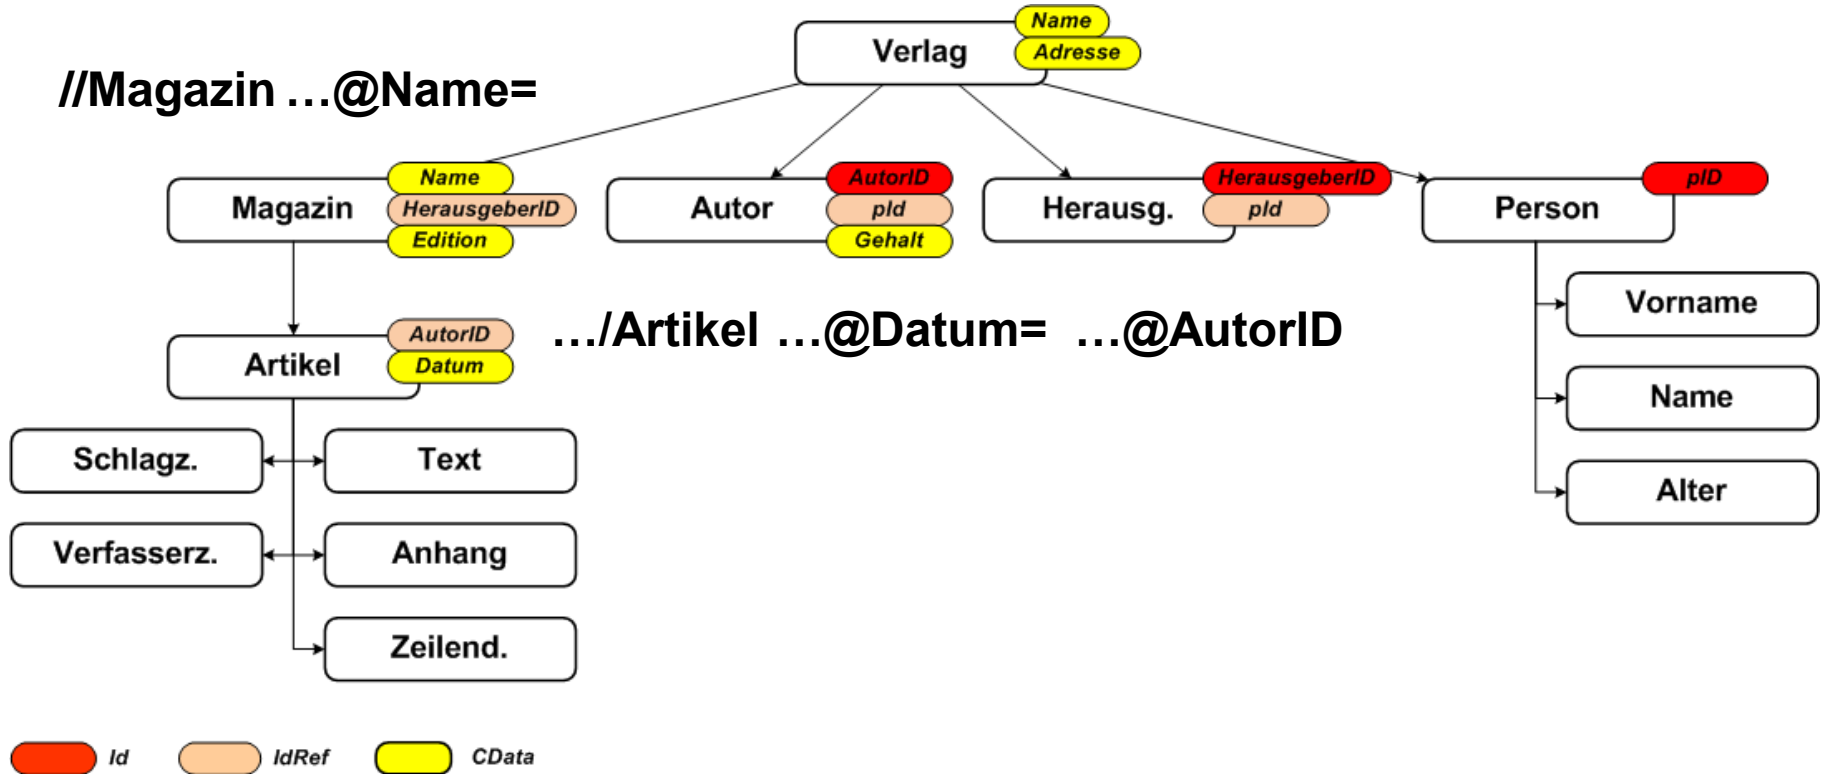 Name
Verlag
Adresse
//Magazin ...@Name=
Name
Magazin
HerausgeberID
Edition
AutorID
Autor
pId
Gehalt
HerausgeberID
Herausg.
pId
pID
Person
Vorname
Name
Alter
AutorID
Artikel
Datum
.../Artikel ...@Datum= ...@AutorID
Schlagz.
Text
Verfasserz.
Anhang
Zeilend.
Id
IdRef
CData